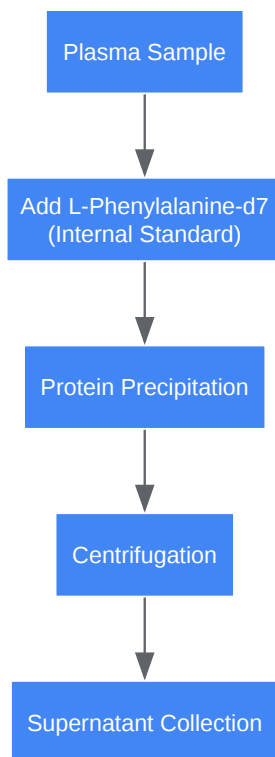 Plasma Sample
Add L-Phenylalanine-d7
(Internal Standard)
Protein Precipitation
Centrifugation
Supernatant Collection